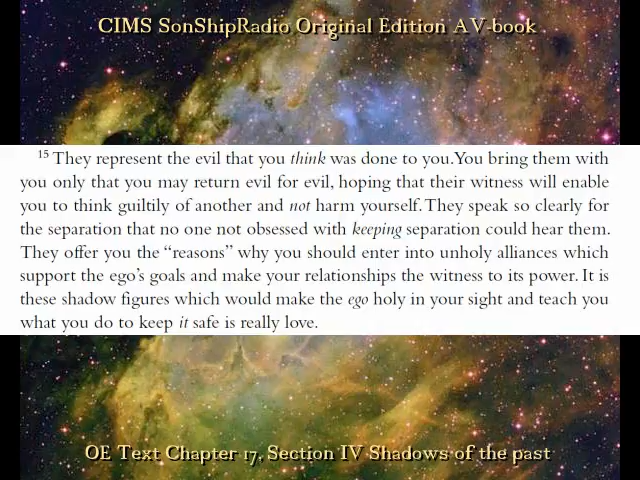 CIMS SonShipRadio Original Edition AV-book
15 They represent the evil that you think was done to you.You bring them with
you only that you may return evil for evil, hoping that their witness will enable
you to think guiltily of another and not harm yourself. They speak so clearly for
the separation that no one not obsessed with keeping separation could hear them.
They offer you the “reasons” why you should enter into unholy alliances which
support the ego’s goals and make your relationships the witness to its power. It is
these shadow figures which would make the ego holy in your sight and teach you
what you do to keep it safe is really love.
OE Text Chapter 17, Section IV Shadows of the past